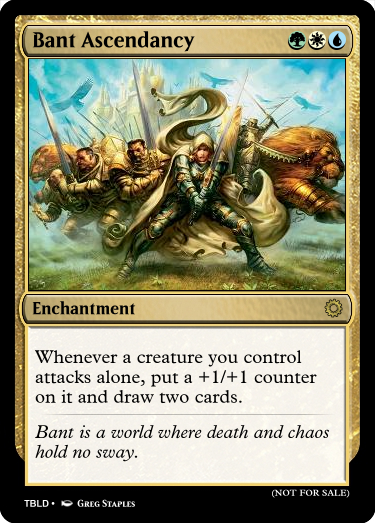 Bant Ascendancy
Enchantment
Whenever a creature you control
attacks alone, put a +1/+1 counter
on it and draw two cards.
Bant is a world where death and chaos
hold no sway.
(NOT FOR SALE)
TBLD • Greg Staples